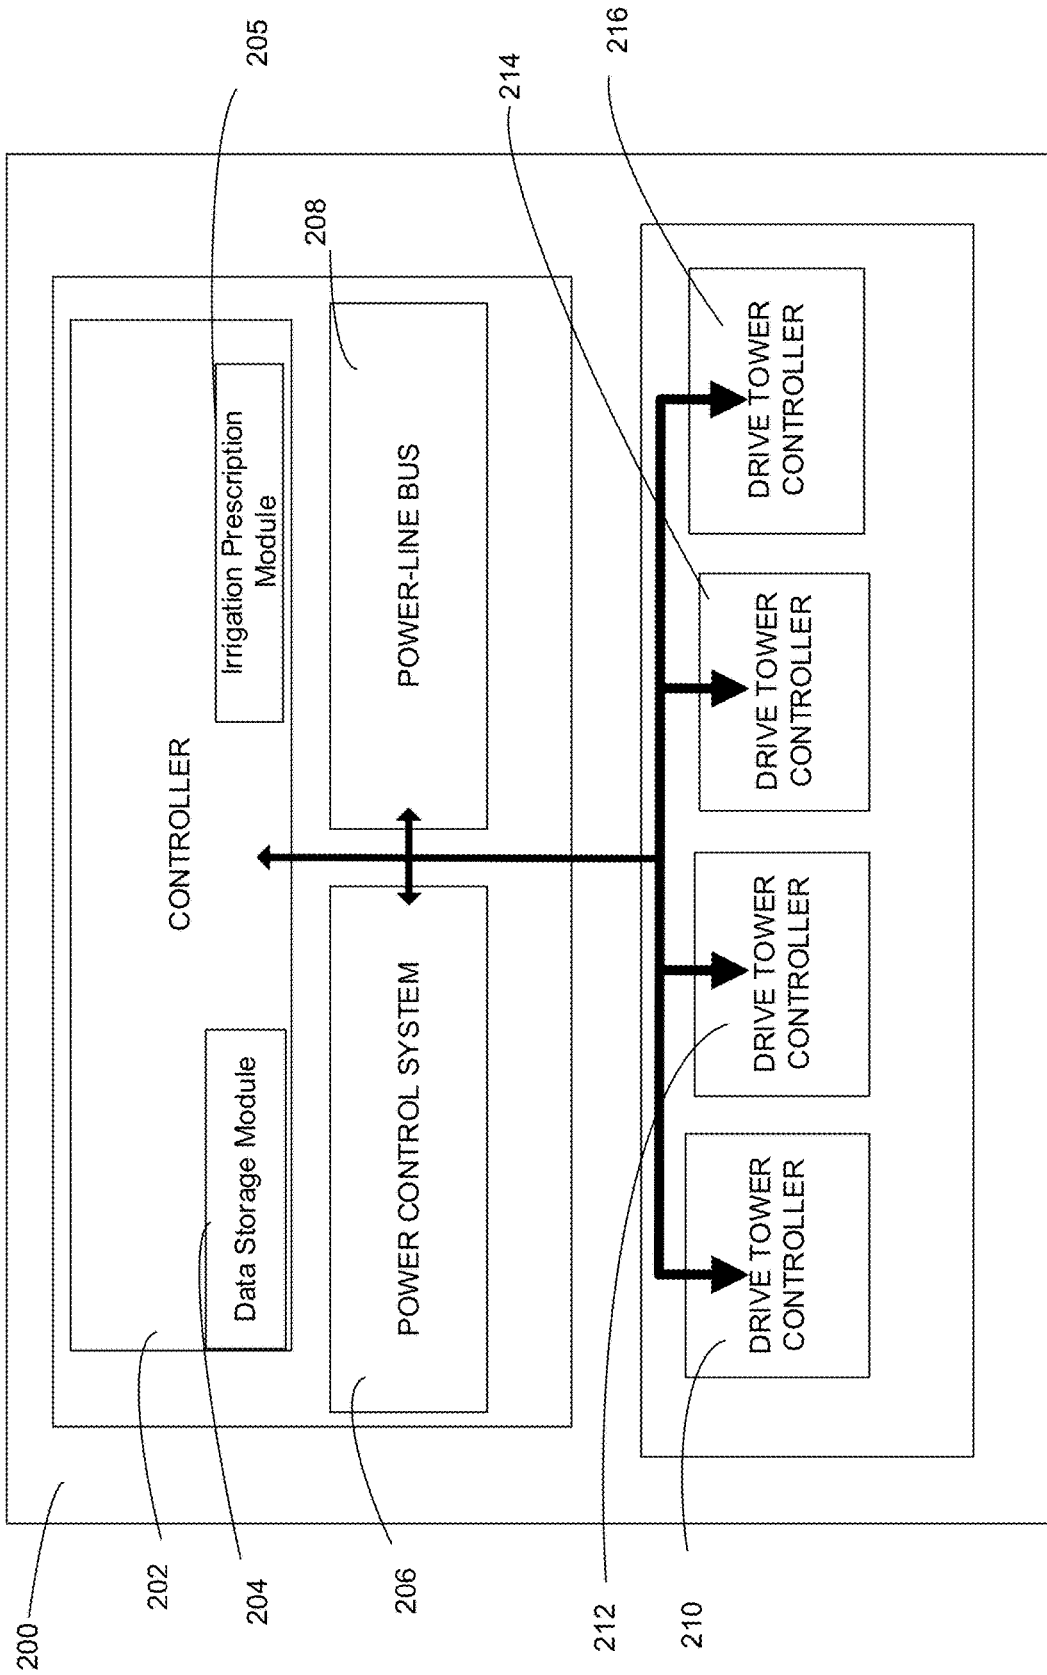 205
214
216
208
CONTROLLER
Data Storage Module
Irrigation Prescription
Module
POWER CONTROL SYSTEM
POWER-LINE BUS
DRIVE TOWER
CONTROLLER
DRIVE TOWER
CONTROLLER
DRIVE TOWER
CONTROLLER
DRIVE TOWER
CONTROLLER
200
202
204
206
212
210